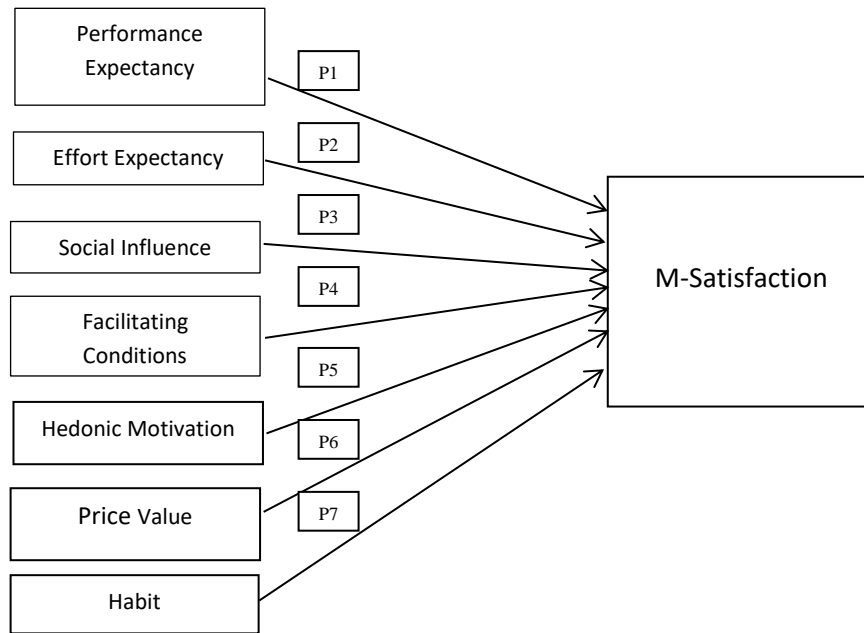 Performance
Expectancy
P1
P2
Effort Expectancy
P3
Social Influence
M-Satisfaction
P4
Facilitating
Conditions
P5
Hedonic Motivation
P6
Price Value
P7
Habit